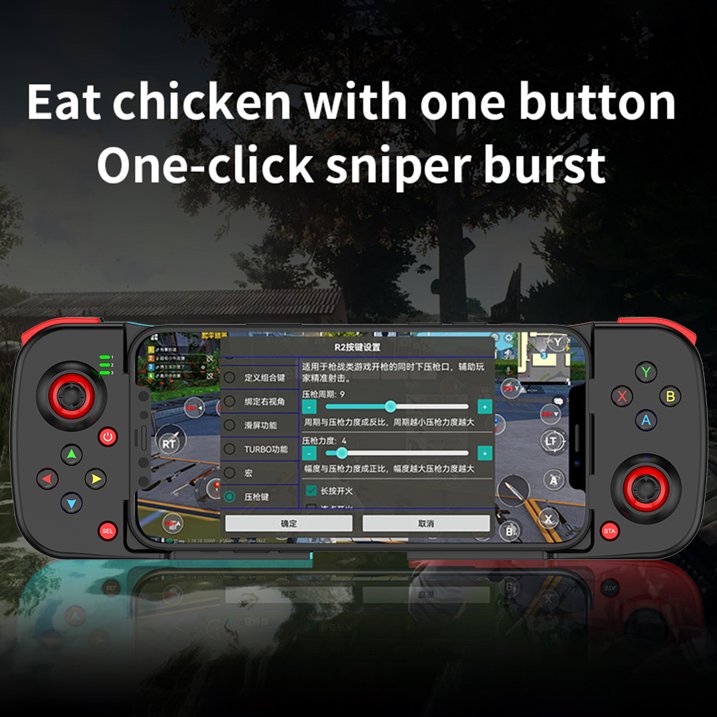 Eat chicken with one button
One-click sniper burst
R2按键设置
定义组合键
绑定右视角
滑屏功能
TURBO功能
宏
压枪键
适用于枪战类游戏开枪的同时下压枪口，辅助玩
家精准射击。
压枪周期: 9
周期与压枪力度成反比，周期越小压枪力度越大
压枪力度: 4
幅度与压枪力度成正比，幅度越大压枪力度越大
长按开火
确定
取消
RT
LT
Y
A
X
B
1
2
3
4
SEL
Y
X
B
A
STA